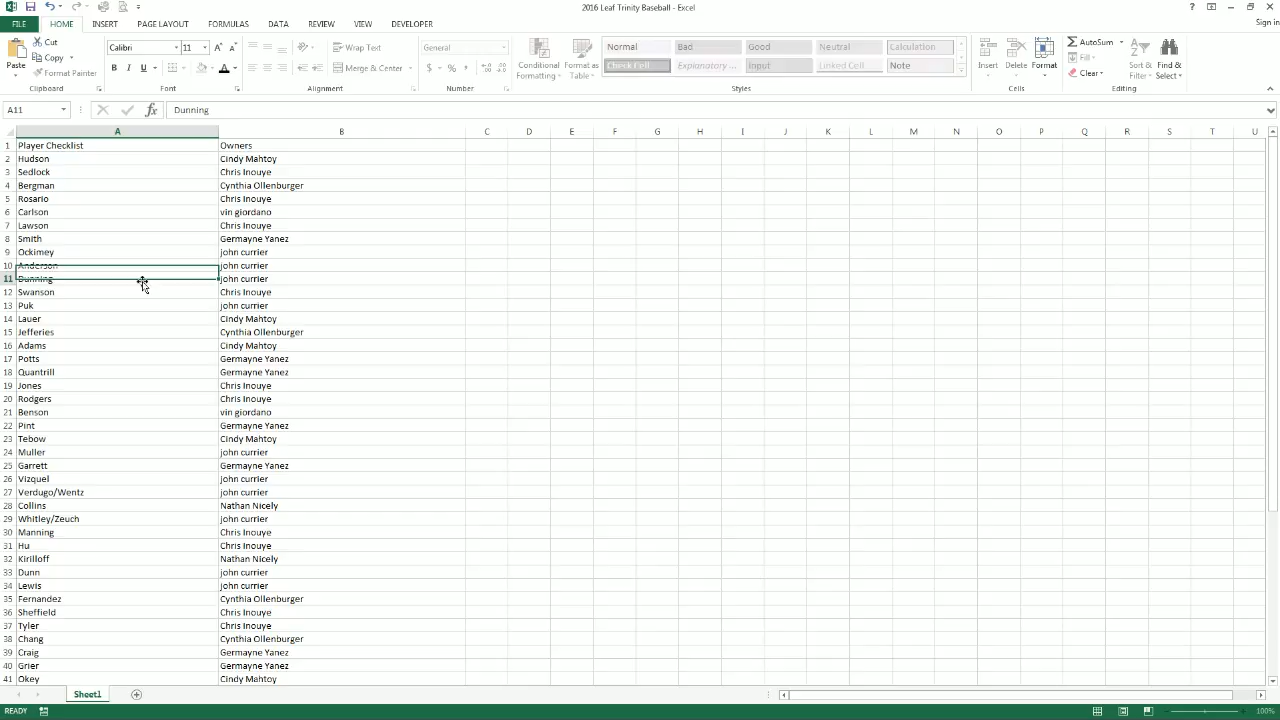 2016 Leaf Trinity Baseball - Excel
Sign in
FILE HOME INSERT PAGE LAYOUT FORMULAS DATA REVIEW VIEW DEVELOPER
Paste
Cut
Copy
Format Painter
Clipboard
Calibri 11
B I U
Font
Wrap Text
Merge & Center
Alignment
General
$ % ,
Number
Conditional Formatting
Format as Table
Normal Bad Good Neutral Calculation
Check Cell Explanatory ... Input Linked Cell Note
Styles
Insert Delete Format
Cells
AutoSum
Fill
Clear
Sort & Filter
Find & Select
Editing
A11 fx Dunning
A B C D E F G H I J K L M N O P Q R S T U
1 Player Checklist Owners
2 Hudson Cindy Mahtoy
3 Sedlock Chris Inouye
4 Bergman Cynthia Ollenburger
5 Rosario Chris Inouye
6 Carlson vin giordano
7 Lawson Chris Inouye
8 Smith Germayne Yanez
9 Ockimey john currier
10 Anderson john currier
11 Dunning john currier
12 Swanson Chris Inouye
13 Puk john currier
14 Lauer Cindy Mahtoy
15 Jefferies Cynthia Ollenburger
16 Adams Cindy Mahtoy
17 Potts Germayne Yanez
18 Quantrill Germayne Yanez
19 Jones Chris Inouye
20 Rodgers Chris Inouye
21 Benson vin giordano
22 Pint Germayne Yanez
23 Tebow Cindy Mahtoy
24 Muller john currier
25 Garrett Germayne Yanez
26 Vizquel john currier
27 Verdugo/Wentz john currier
28 Collins Nathan Nicely
29 Whitley/Zeuch john currier
30 Manning Chris Inouye
31 Hu Chris Inouye
32 Kirilloff Nathan Nicely
33 Dunn john currier
34 Lewis john currier
35 Fernandez Cynthia Ollenburger
36 Sheffield Chris Inouye
37 Tyler Chris Inouye
38 Chang Cynthia Ollenburger
39 Craig Germayne Yanez
40 Grier Germayne Yanez
41 Okey Cindy Mahtoy
Sheet1
READY
100%